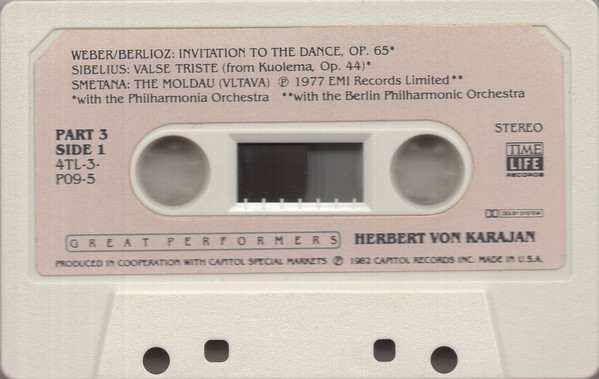 WEBER/BERLIOZ: INVITATION TO THE DANCE, OP. 65*
SIBELIUS: VALSE TRISTE (from Kuolema, Op. 44)*
SMETANA: THE MOLDAU (VLTAVA) ℗ 1977 EMI Records Limited**
*with the Philharmonia Orchestra **with the Berlin Philharmonic Orchestra
PART 3
SIDE 1
4TL-3-
P09-5
STEREO
TIME
LIFE
RECORDS
DOLBY SYSTEM
GREAT PERFORMERS HERBERT VON KARAJAN
PRODUCED IN COOPERATION WITH CAPITOL SPECIAL MARKETS ℗ 1982 CAPITOL RECORDS INC. MADE IN U.S.A.